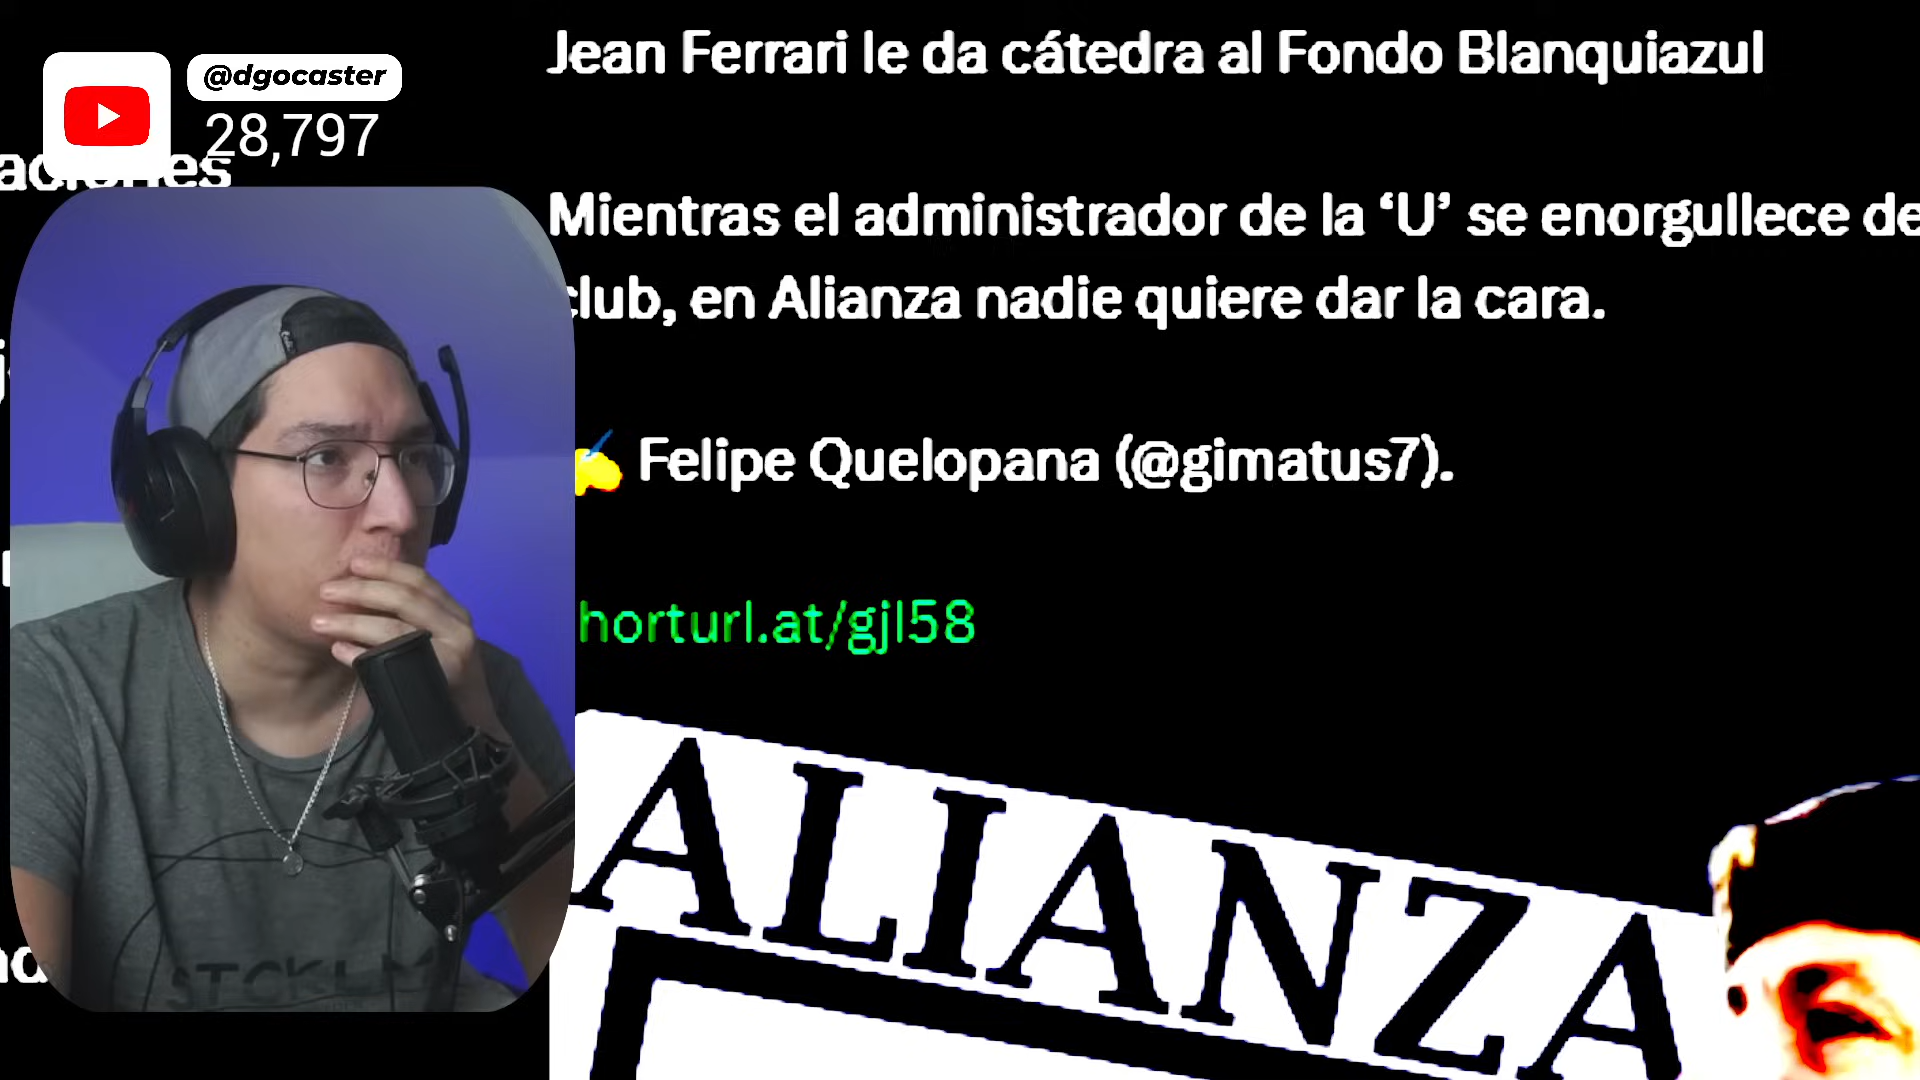 @dgocaster
28,797
Jean Ferrari le da cátedra al Fondo Blanquiazul
Mientras el administrador de la ‘U’ se enorgullece de
club, en Alianza nadie quiere dar la cara.
✍ Felipe Quelopana (@gimatus7).
horturl.at/gjl58
ALIANZA